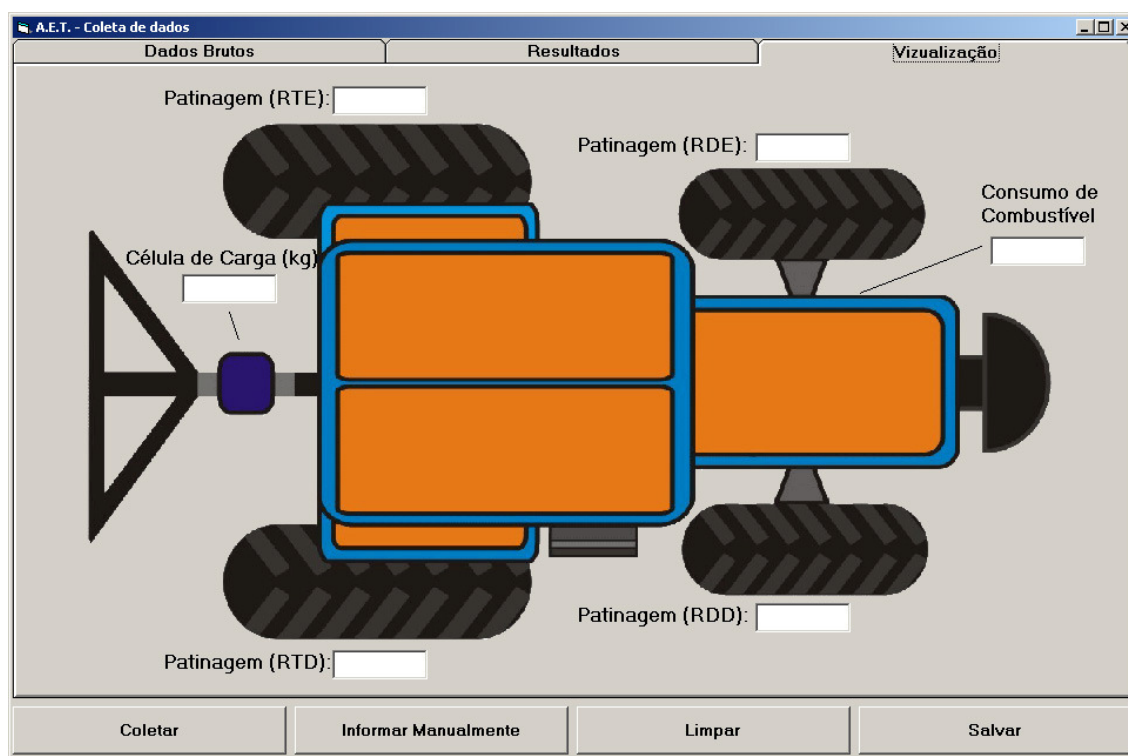 A.E.T. - Coleta de dados
Dados Brutos
Resultados
Vizualização
Patinagem (RTE):
Patinagem (RDE):
Consumo de
Combustível
Célula de Carga (kg)
Patinagem (RDD):
Patinagem (RTD):
Coletar
Informar Manualmente
Limpar
Salvar